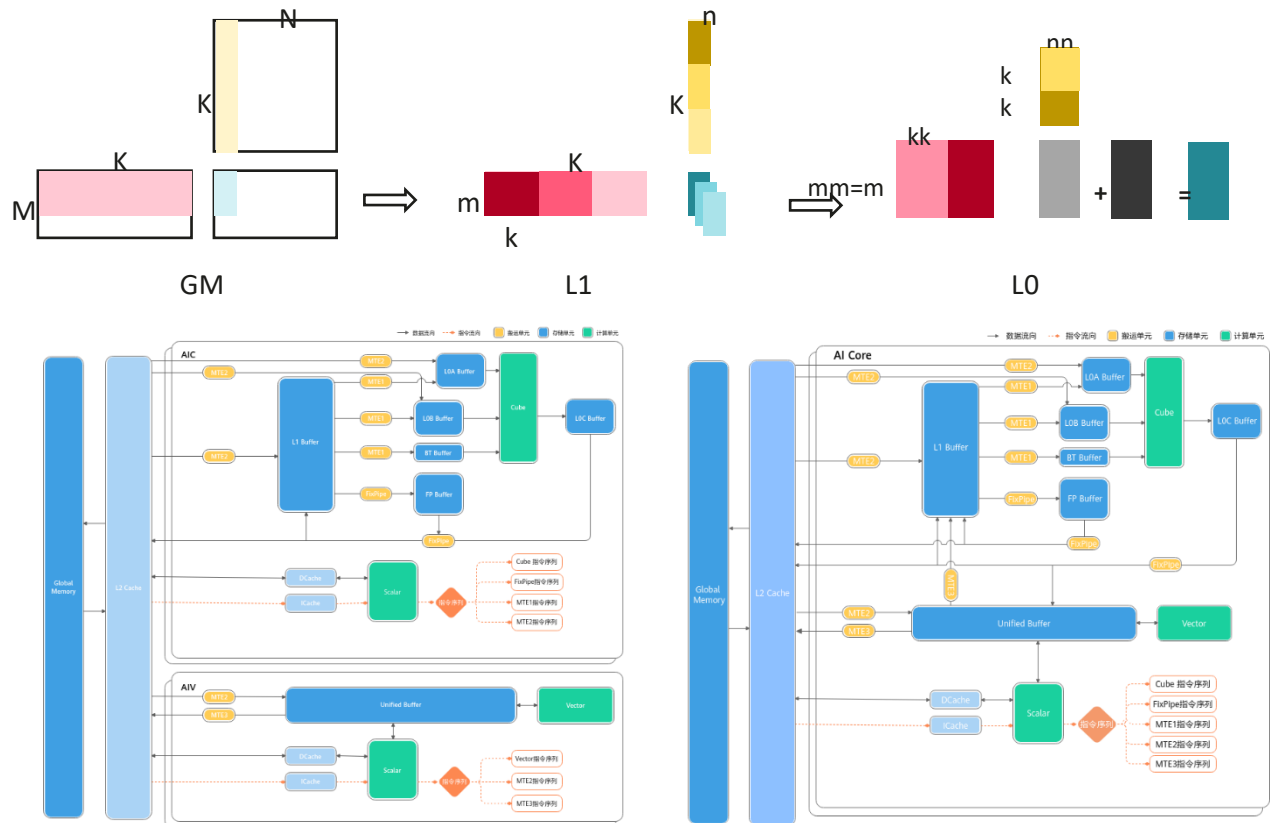 N
n
nn
k
K
K
k
kk
K
K
M
m
mm=m
+
=
k
GM
L1
L0
数据流向
指令流向
搬运单元
存储单元
计算单元
AIC
MTE2
MTE2
L0A Buffer
MTE1
Cube
L1 Buffer
MTE1
L0B Buffer
L0C Buffer
MTE2
MTE1
BT Buffer
FixPipe
FP Buffer
FixPipe
Global
Memory
L2 Cache
DCache
ICache
Scalar
指令序列
Cube 指令序列
FixPipe指令序列
MTE1指令序列
MTE2指令序列
AIV
MTE2
MTE3
Unified Buffer
Vector
DCache
ICache
Scalar
指令序列
Vector指令序列
MTE2指令序列
MTE3指令序列
数据流向
指令流向
搬运单元
存储单元
计算单元
AI Core
MTE2
MTE2
L0A Buffer
MTE1
Cube
L1 Buffer
MTE1
L0B Buffer
L0C Buffer
MTE2
MTE1
BT Buffer
FixPipe
FP Buffer
FixPipe
FixPipe
MTE3
Global
Memory
L2 Cache
MTE2
MTE3
Unified Buffer
Vector
DCache
ICache
Scalar
指令序列
Cube 指令序列
FixPipe指令序列
MTE1指令序列
MTE2指令序列
MTE3指令序列